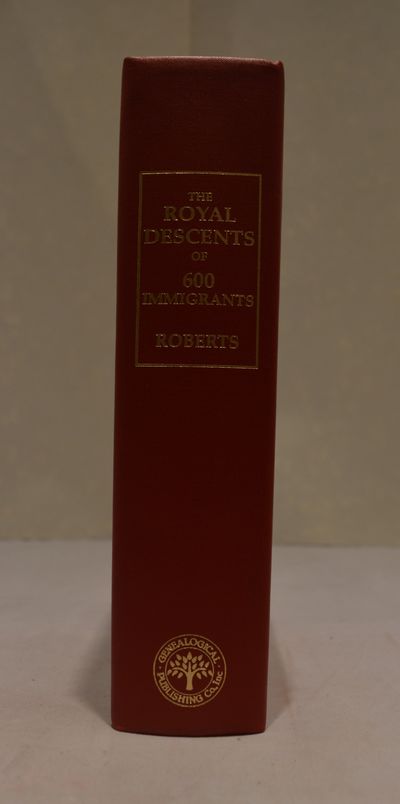 THE
ROYAL
DESCENTS
OF
600
IMMIGRANTS
ROBERTS
GENEALOGICAL
PUBLISHING Co., Inc